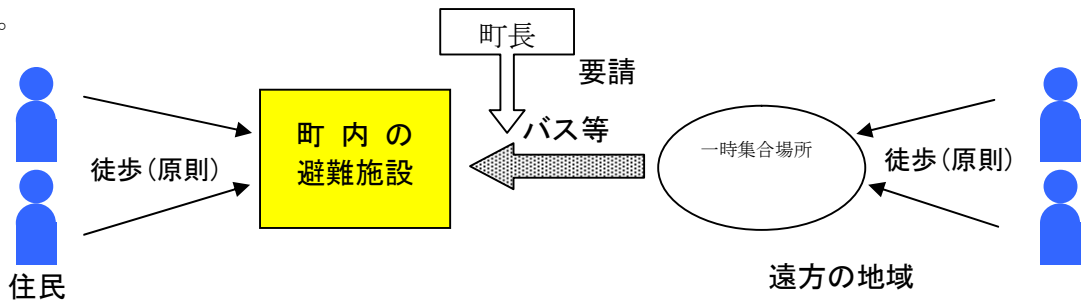 。
町長
要請
バス等
町 内 の
避難施設
徒歩(原則)
一時集合場所
徒歩(原則)
遠方の地域
住民